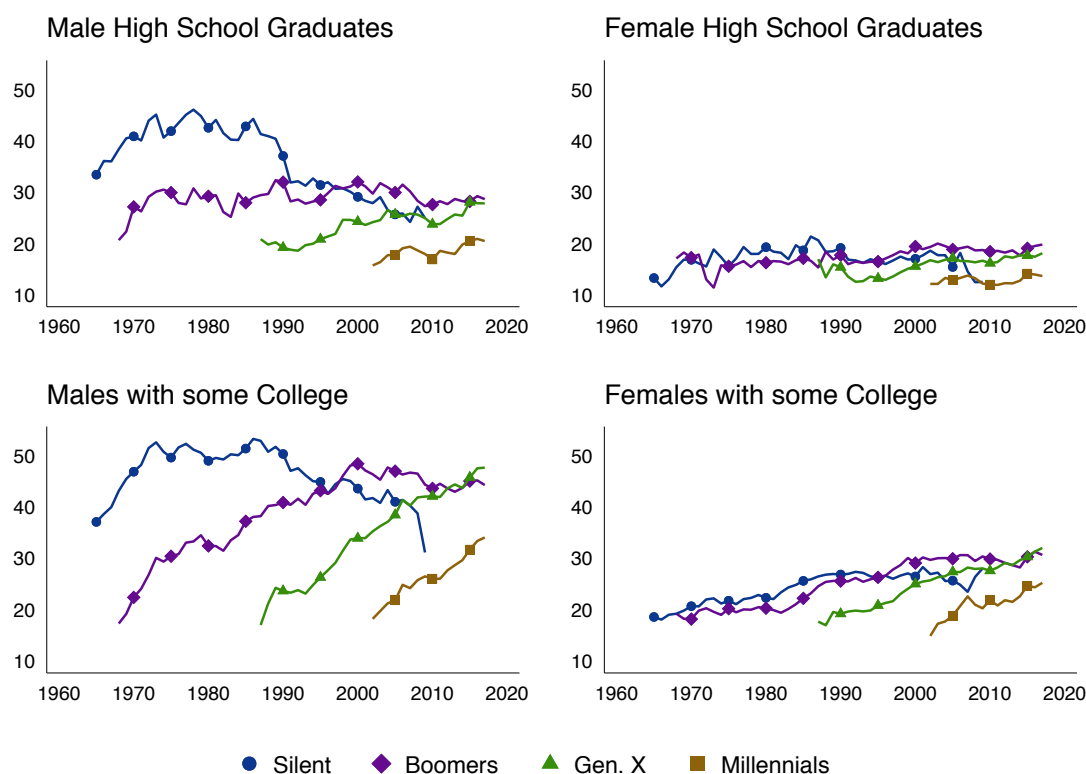 Male High School Graduates
50
40
30
20
10
1960 1970 1980 1990 2000 2010 2020
Female High School Graduates
50
40
30
20
10
1960 1970 1980 1990 2000 2010 2020
Males with some College
50
40
30
20
10
1960 1970 1980 1990 2000 2010 2020
Females with some College
50
40
30
20
10
1960 1970 1980 1990 2000 2010 2020
Silent Boomers Gen. X Millennials